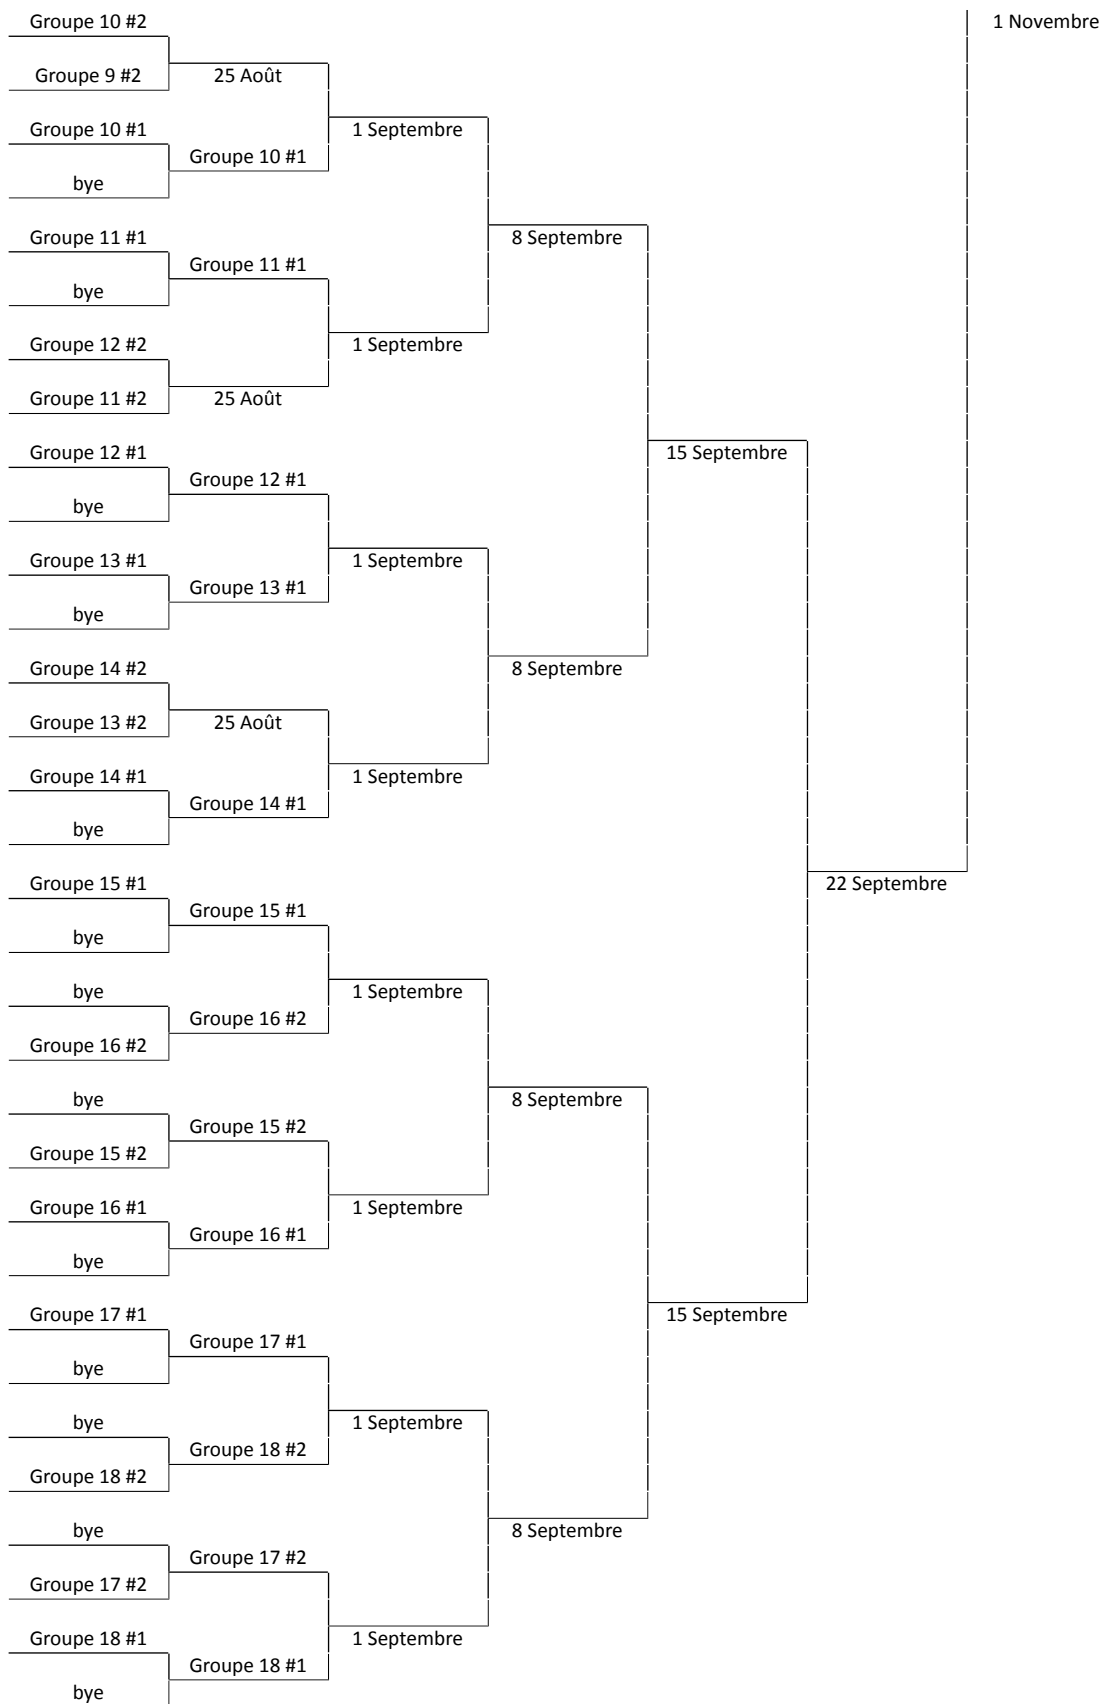 Groupe 10 #2
1 Novembre
Groupe 9 #2
25 Août
Groupe 10 #1
1 Septembre
Groupe 10 #1
bye
Groupe 11 #1
8 Septembre
Groupe 11 #1
bye
Groupe 12 #2
1 Septembre
Groupe 11 #2
25 Août
Groupe 12 #1
15 Septembre
Groupe 12 #1
bye
Groupe 13 #1
1 Septembre
Groupe 13 #1
bye
Groupe 14 #2
8 Septembre
Groupe 13 #2
25 Août
Groupe 14 #1
1 Septembre
Groupe 14 #1
bye
Groupe 15 #1
22 Septembre
Groupe 15 #1
bye
bye
1 Septembre
Groupe 16 #2
Groupe 16 #2
bye
8 Septembre
Groupe 15 #2
Groupe 15 #2
Groupe 16 #1
1 Septembre
Groupe 16 #1
bye
Groupe 17 #1
15 Septembre
Groupe 17 #1
bye
bye
1 Septembre
Groupe 18 #2
Groupe 18 #2
bye
8 Septembre
Groupe 17 #2
Groupe 17 #2
Groupe 18 #1
1 Septembre
Groupe 18 #1
bye